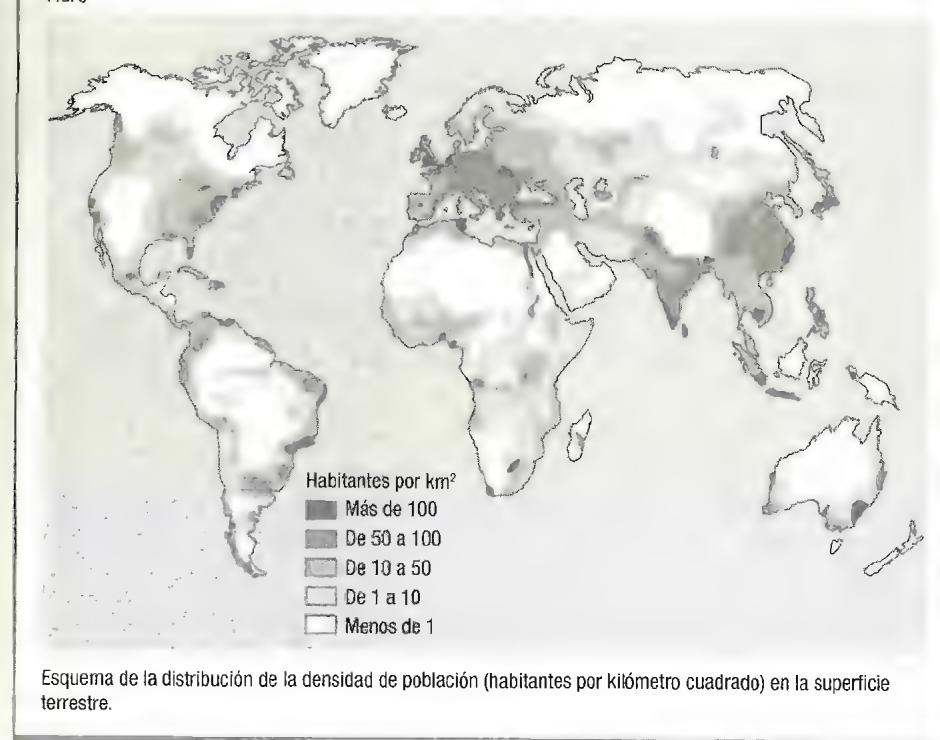 Habitantes por km²
Más de 100
De 50 a 100
De 10 a 50
De 1 a 10
Menos de 1
Esquema de la distribución de la densidad de población (habitantes por kilómetro cuadrado) en la superficie
terrestre.